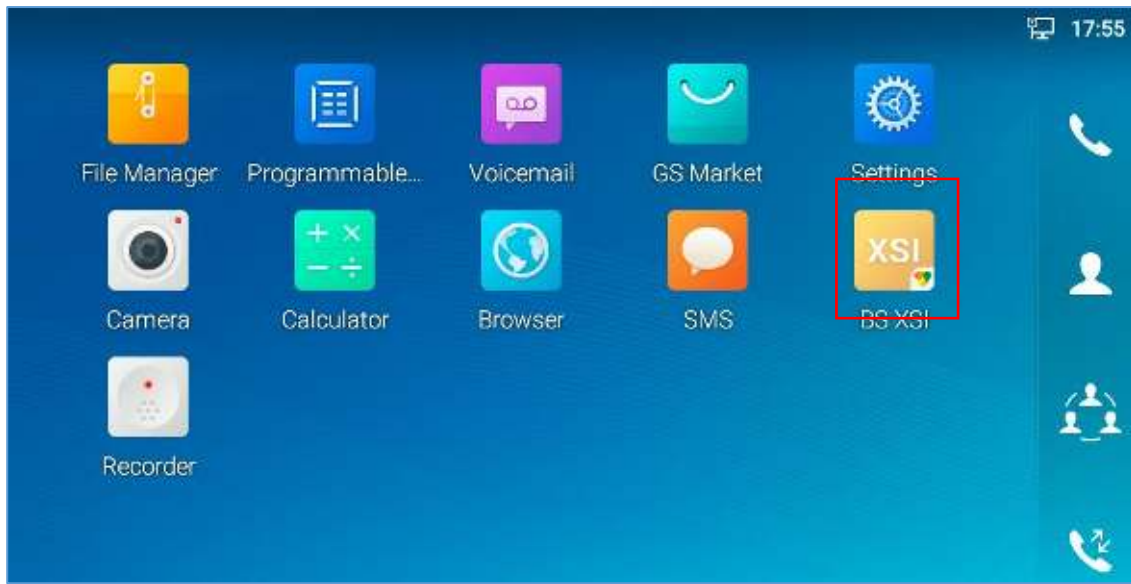 17:55
File Manager Programmable... Voicemail GS Market Settings
XSI
Camera Calculator Browser SMS BS XSI
Recorder